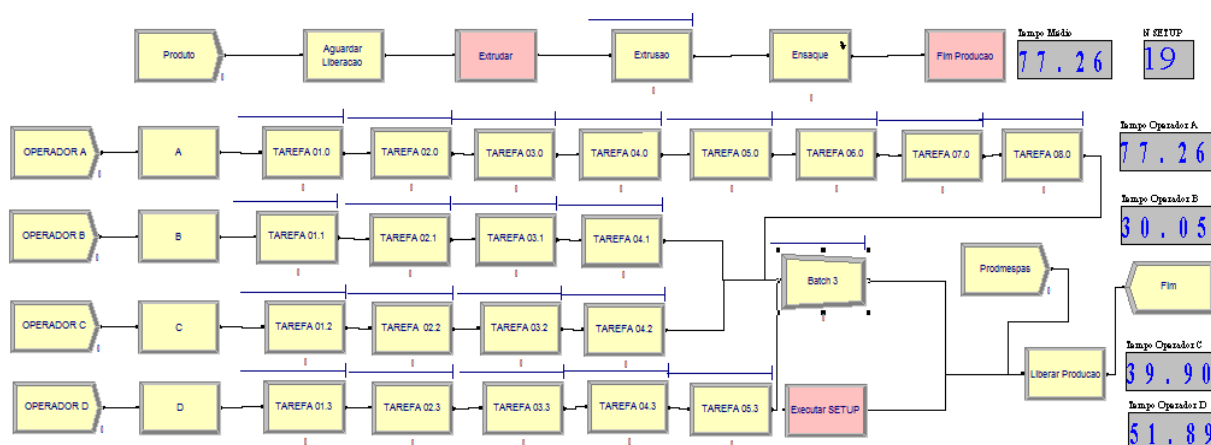 Tempo Médio
N SETUP
Produto
Aguardar
Liberacao
Extrudar
Extrusao
Ensaque
Fim Producao
77.26
19
Tempo Operador A
OPERADOR A
A
TAREFA 01.0
TAREFA 02.0
TAREFA 03.0
TAREFA 04.0
TAREFA 05.0
TAREFA 06.0
TAREFA 07.0
TAREFA 08.0
77.26
Tempo Operador B
OPERADOR B
B
TAREFA 01.1
TAREFA 02.1
TAREFA 03.1
TAREFA 04.1
30.05
Batch 3
Prodmespas
Fim
OPERADOR C
C
TAREFA 01.2
TAREFA 02.2
TAREFA 03.2
TAREFA 04.2
Tempo Operador C
Liberar Producao
39.90
OPERADOR D
D
TAREFA 01.3
TAREFA 02.3
TAREFA 03.3
TAREFA 04.3
TAREFA 05.3
Executar SETUP
Tempo Operador D
51.89